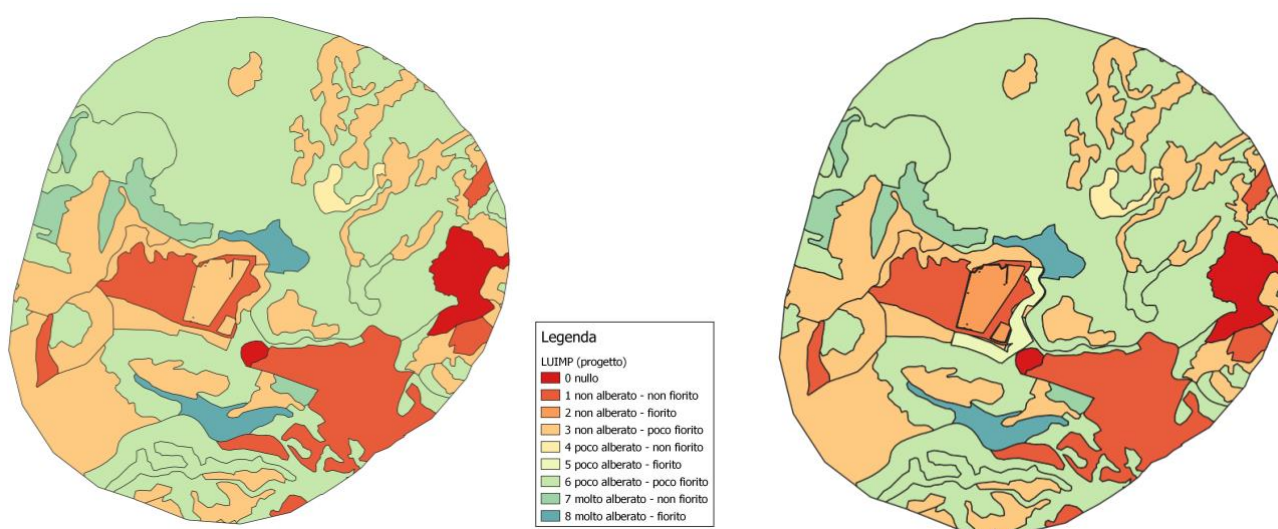 Legenda
LUIMP (progetto)
0 nullo
1 non alberato - non fiorito
2 non alberato - fiorito
3 non alberato - poco fiorito
4 poco alberato - non fiorito
5 poco alberato - fiorito
6 poco alberato - poco fiorito
7 molto alberato - non fiorito
8 molto alberato - fiorito